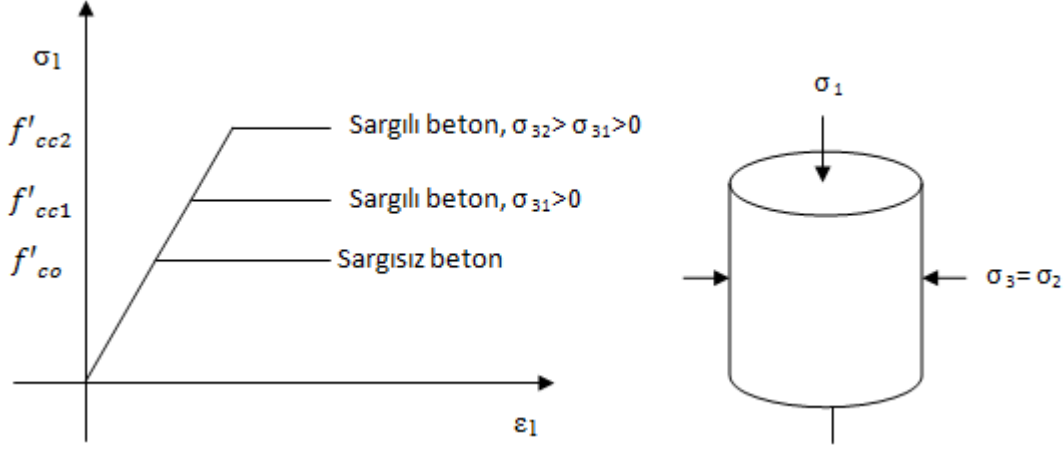 σ₁
f'cc2
f'cc1
f'co
Sargılı beton, σ₃₂> σ₃₁>0
Sargılı beton, σ₃₁>0
Sargısız beton
ε₁
σ₁
σ₃= σ₂